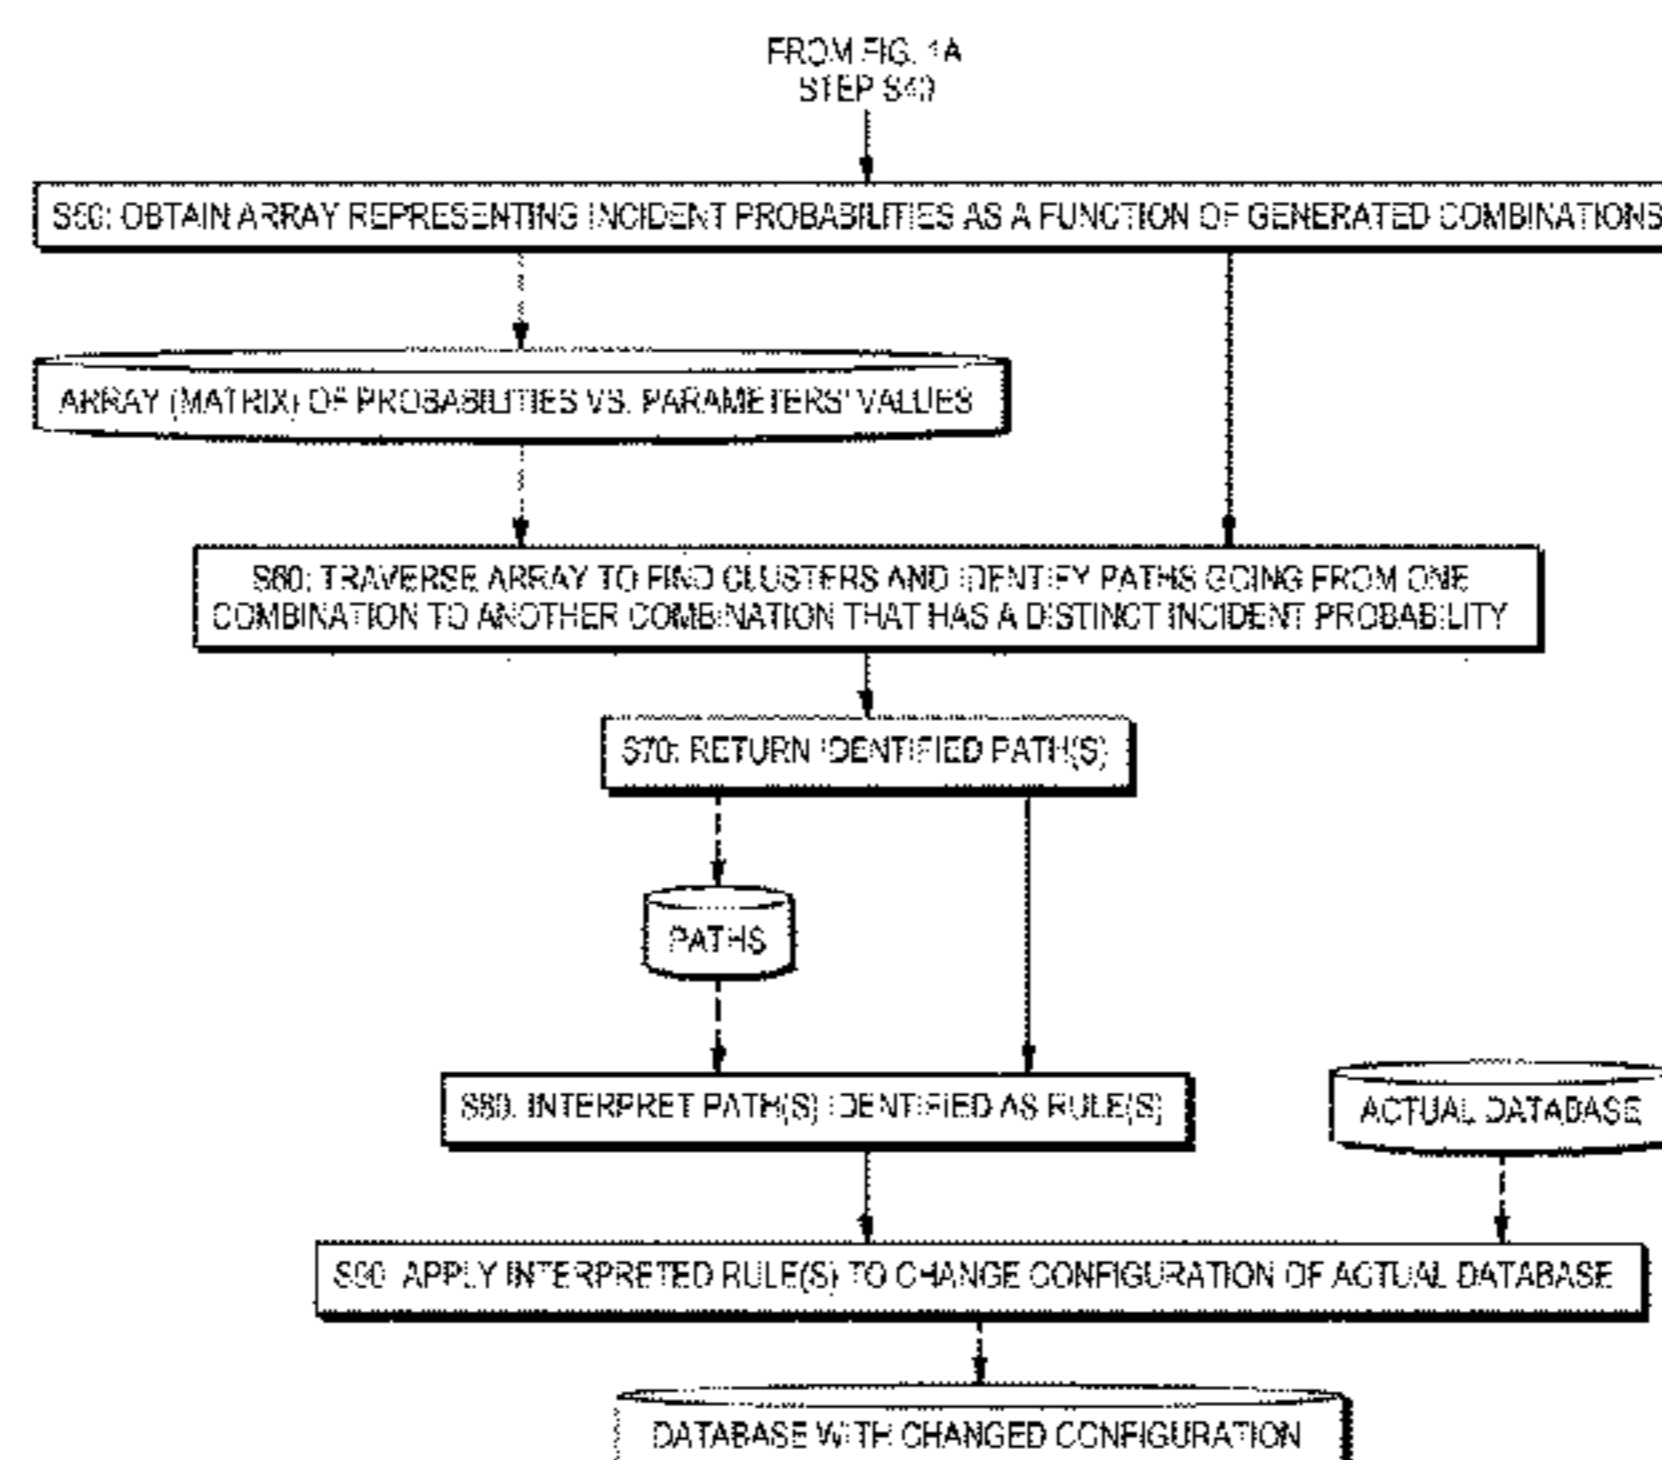 FROM FIG. 1A
STEP S40
S50: OBTAIN ARRAY REPRESENTING INCIDENT PROBABILITIES AS A FUNCTION OF GENERATED COMBINATIONS
ARRAY (MATRIX) OF PROBABILITIES VS. PARAMETERS' VALUES
S60: TRAVERSE ARRAY TO FIND CLUSTERS AND IDENTIFY PATHS GOING FROM ONE
COMBINATION TO ANOTHER COMBINATION THAT HAS A DISTINCT INCIDENT PROBABILITY
S70: RETURN IDENTIFIED PATH(S)
PATHS
S80: INTERPRET PATH(S) IDENTIFIED AS RULE(S)
ACTUAL DATABASE
S90: APPLY INTERPRETED RULE(S) TO CHANGE CONFIGURATION OF ACTUAL DATABASE
DATABASE WITH CHANGED CONFIGURATION